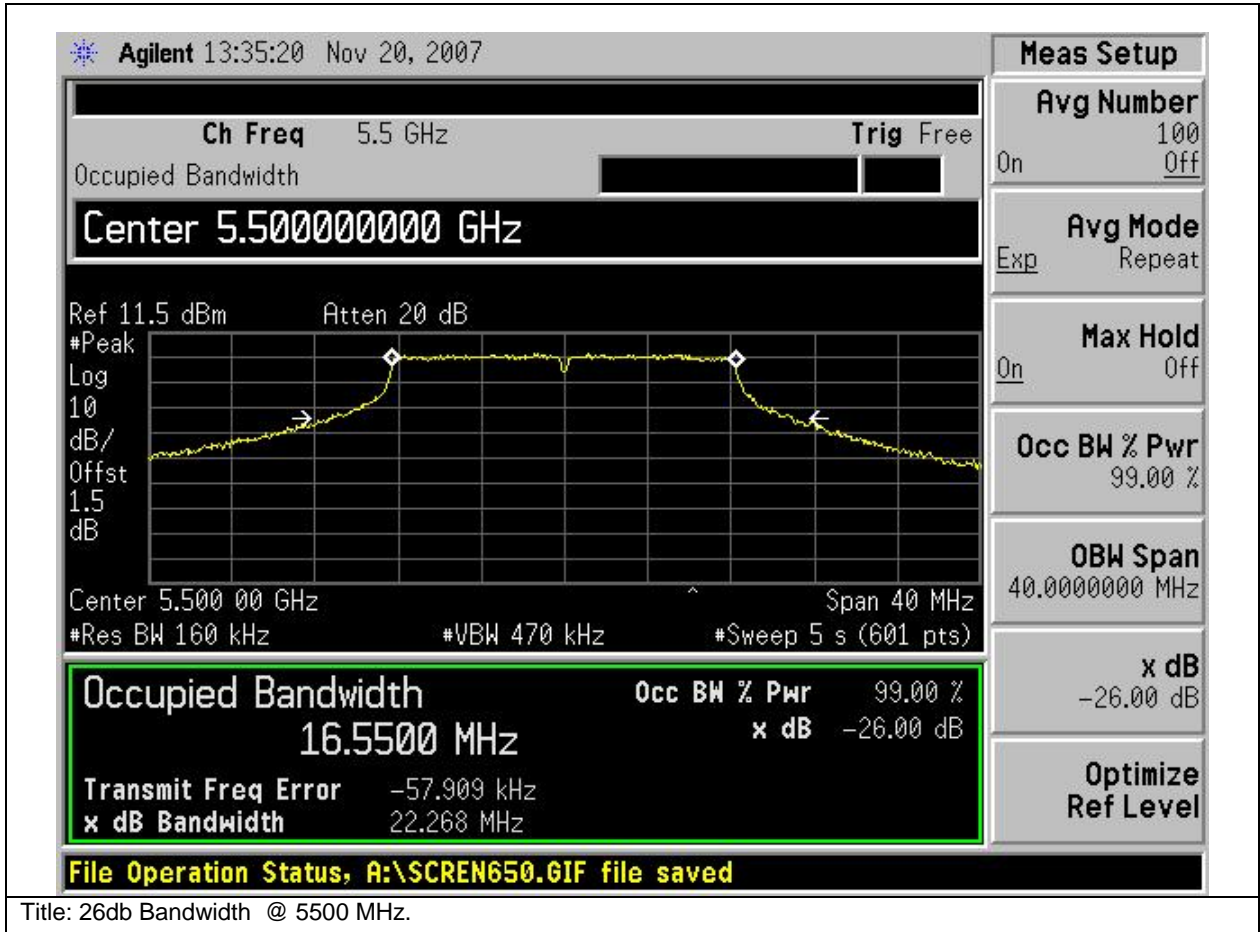 Agilent 13:35:20 Nov 20, 2007
Ch Freq 5.5 GHz Trig Free
Occupied Bandwidth
Center 5.500000000 GHz
Ref 11.5 dBm Atten 20 dB
#Peak
Log
10
dB/
Offst
1.5
dB
Center 5.500 00 GHz Span 40 MHz
#Res BW 160 kHz #VBW 470 kHz #Sweep 5 s (601 pts)
Occupied Bandwidth
16.5500 MHz
Occ BW % Pwr 99.00 %
x dB -26.00 dB
Transmit Freq Error -57.909 kHz
x dB Bandwidth 22.268 MHz
File Operation Status, A:\SCREN650.GIF file saved
Meas Setup
Avg Number
100
On Off
Avg Mode
Exp Repeat
Max Hold
On Off
Occ BW % Pwr
99.00 %
OBW Span
40.0000000 MHz
x dB
-26.00 dB
Optimize
Ref Level
Title: 26db Bandwidth @ 5500 MHz.